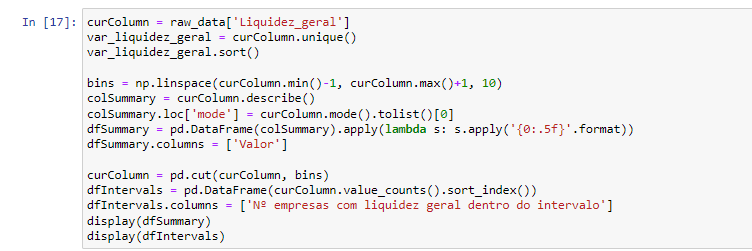 In [17]: curColumn = raw_data['Liquidez_geral']
var_liquidez_geral = curColumn.unique()
var_liquidez_geral.sort()
bins = np.linspace(curColumn.min()-1, curColumn.max()+1, 10)
colSummary = curColumn.describe()
colSummary.loc['mode'] = curColumn.mode().tolist()[0]
dfSummary = pd.DataFrame(colSummary).apply(lambda s: s.apply('{0:.5f}'.format))
dfSummary.columns = ['Valor']
curColumn = pd.cut(curColumn, bins)
dfIntervals = pd.DataFrame(curColumn.value_counts().sort_index())
dfIntervals.columns = ['Nº empresas com liquidez geral dentro do intervalo']
display(dfSummary)
display(dfIntervals)